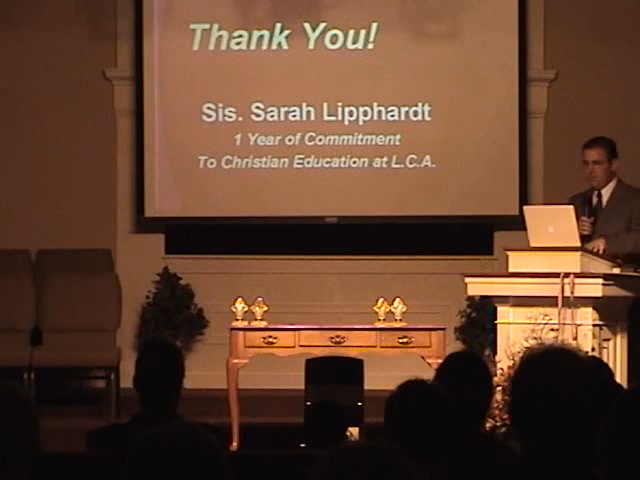 Thank You!
Sis. Sarah Lipphardt
1 Year of Commitment
To Christian Education at L.C.A.